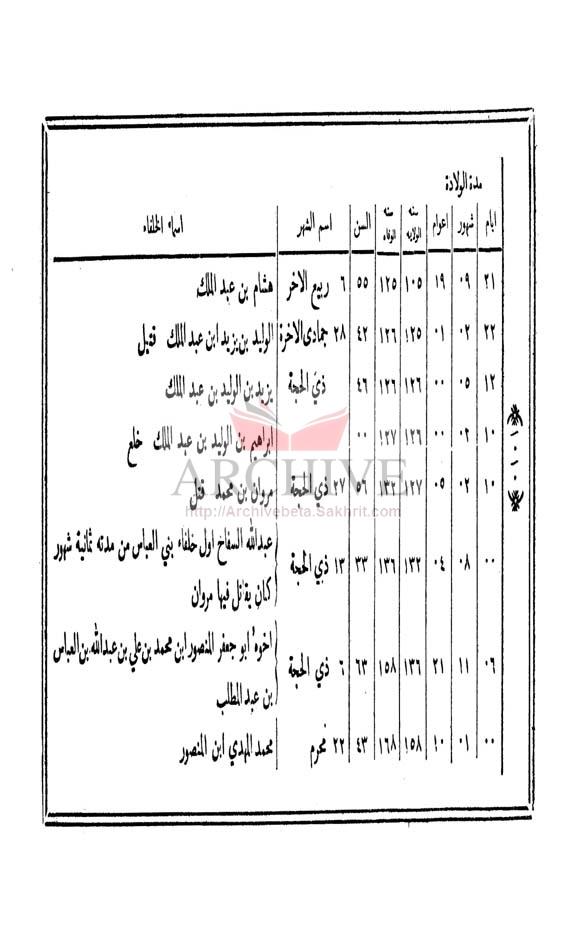 مدة الولادة
ايام شهور اعوام سنه الولايه سنه الوفاه السن اسم الشهر اسماء الخلفاء
٢١ ٠٩ ١٩ ١٠٥ ١٢٥ ٥٥ ٦ ربيع الاخر هشام بن عبد الملك
٢٢ ٠٢ ٠١ ١٢٥ ١٢٦ ٤٢ ٢٨ جمادى الاخرة الوليد بن يزيد ابن عبد الملك قتل
١٢ ٠٥ ٠٠ ١٢٦ ١٢٦ ٤٦ ذي الحجة يزيد بن الوليد بن عبد الملك
١٠ ٠٢ ٠٠ ١٢٦ ١٢٧ ٠٠ ابراهيم بن الوليد بن عبد الملك خلع
١٠ ٠٢ ٠٥ ١٢٧ ١٣٢ ٥٦ ٢٧ ذي الحجة مروان بن محمد قتل
٠٠ ٠٨ ٠٤ ١٣٢ ١٣٦ ٣٣ ١٣ ذي الحجة عبدالله السفاخ اول خلفاء بني العباس من مدته ثمانية شهور
كان يقاتل فيها مروان
٠٦ ١١ ٢١ ١٣٦ ١٥٨ ٦٣ ٦ ذي الحجة اخوه ابو جعفر المنصور ابن محمد بن علي بن عبدالله بن العباس
بن عبد المطلب
٠٠ ٠١ ١٠ ١٥٨ ١٦٨ ٤٣ ٢٢ محرم محمد المهدي ابن المنصور
ARCHIVE
http://Archivebeta.Sakhrit.com